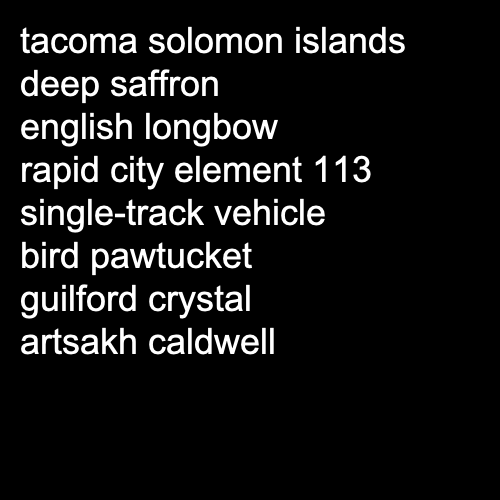 tacoma solomon islands
deep saffron
english longbow
rapid city element 113
single-track vehicle
bird pawtucket
guilford crystal
artsakh caldwell